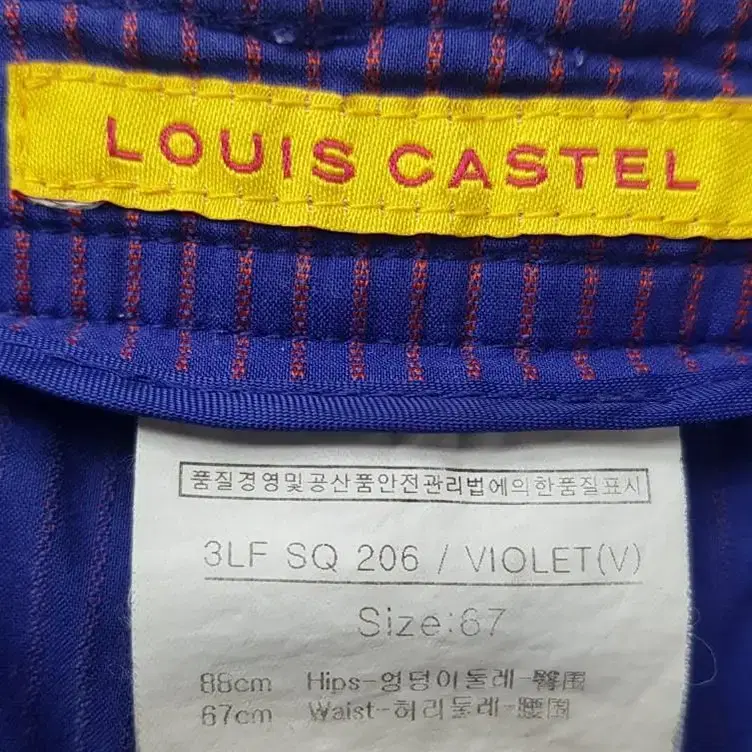 LOUIS CASTEL
품질경영및공산품안전관리법에의한품질표시
3LF SQ 206 / VIOLET(V)
Size:67
88cm Hips-엉덩이둘레-臀囲
67cm Waist-허리둘레-腰囲